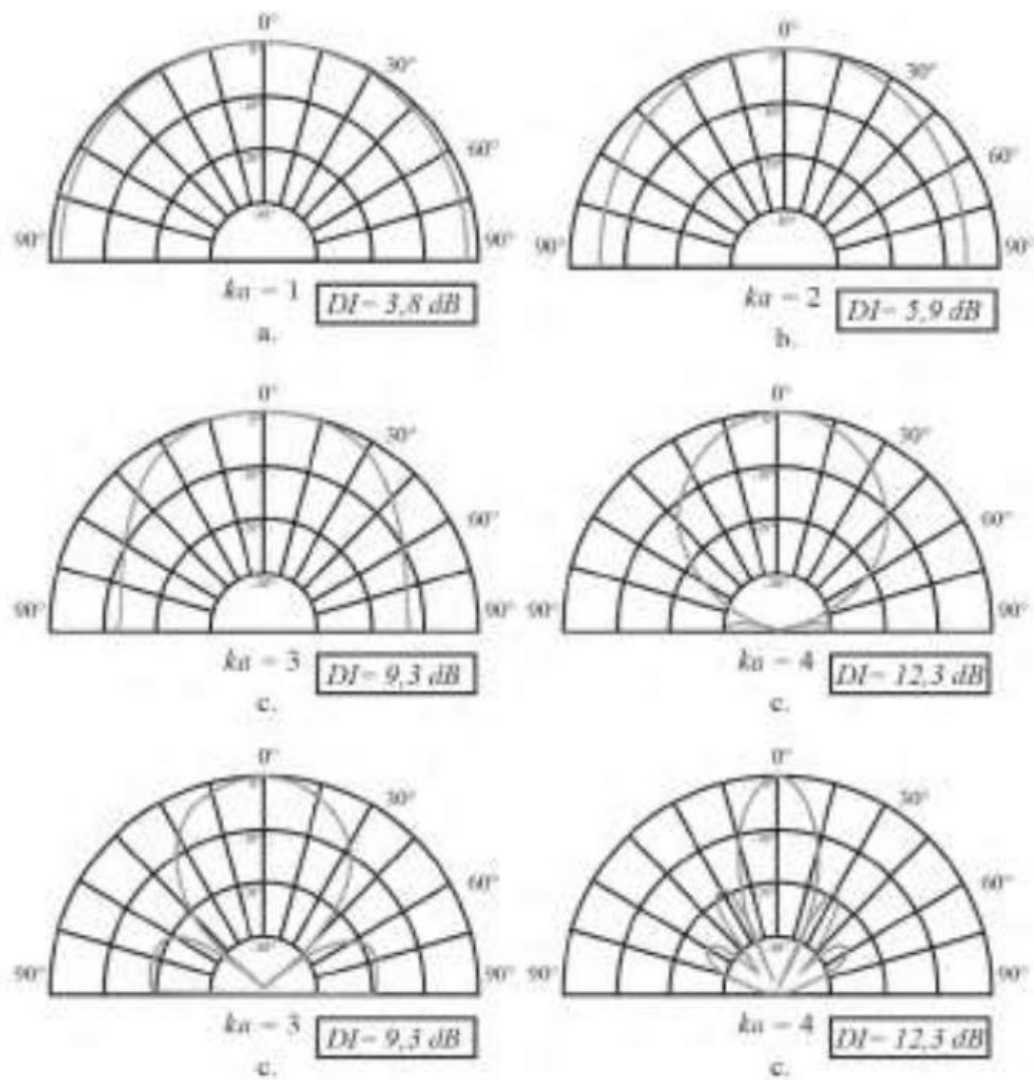 0°
0°
30°
30°
60°
60°
90°
90°
90°
90°
ka = 1
DI= 3,8 dB
ka = 2
DI= 5,9 dB
a.
b.
0°
0°
30°
30°
60°
60°
90°
90°
90°
90°
ka = 3
DI= 9,3 dB
ka = 4
DI= 12,3 dB
c.
c.
0°
0°
30°
30°
60°
60°
90°
90°
90°
90°
ka = 3
DI= 9,3 dB
ka = 4
DI= 12,3 dB
c.
c.